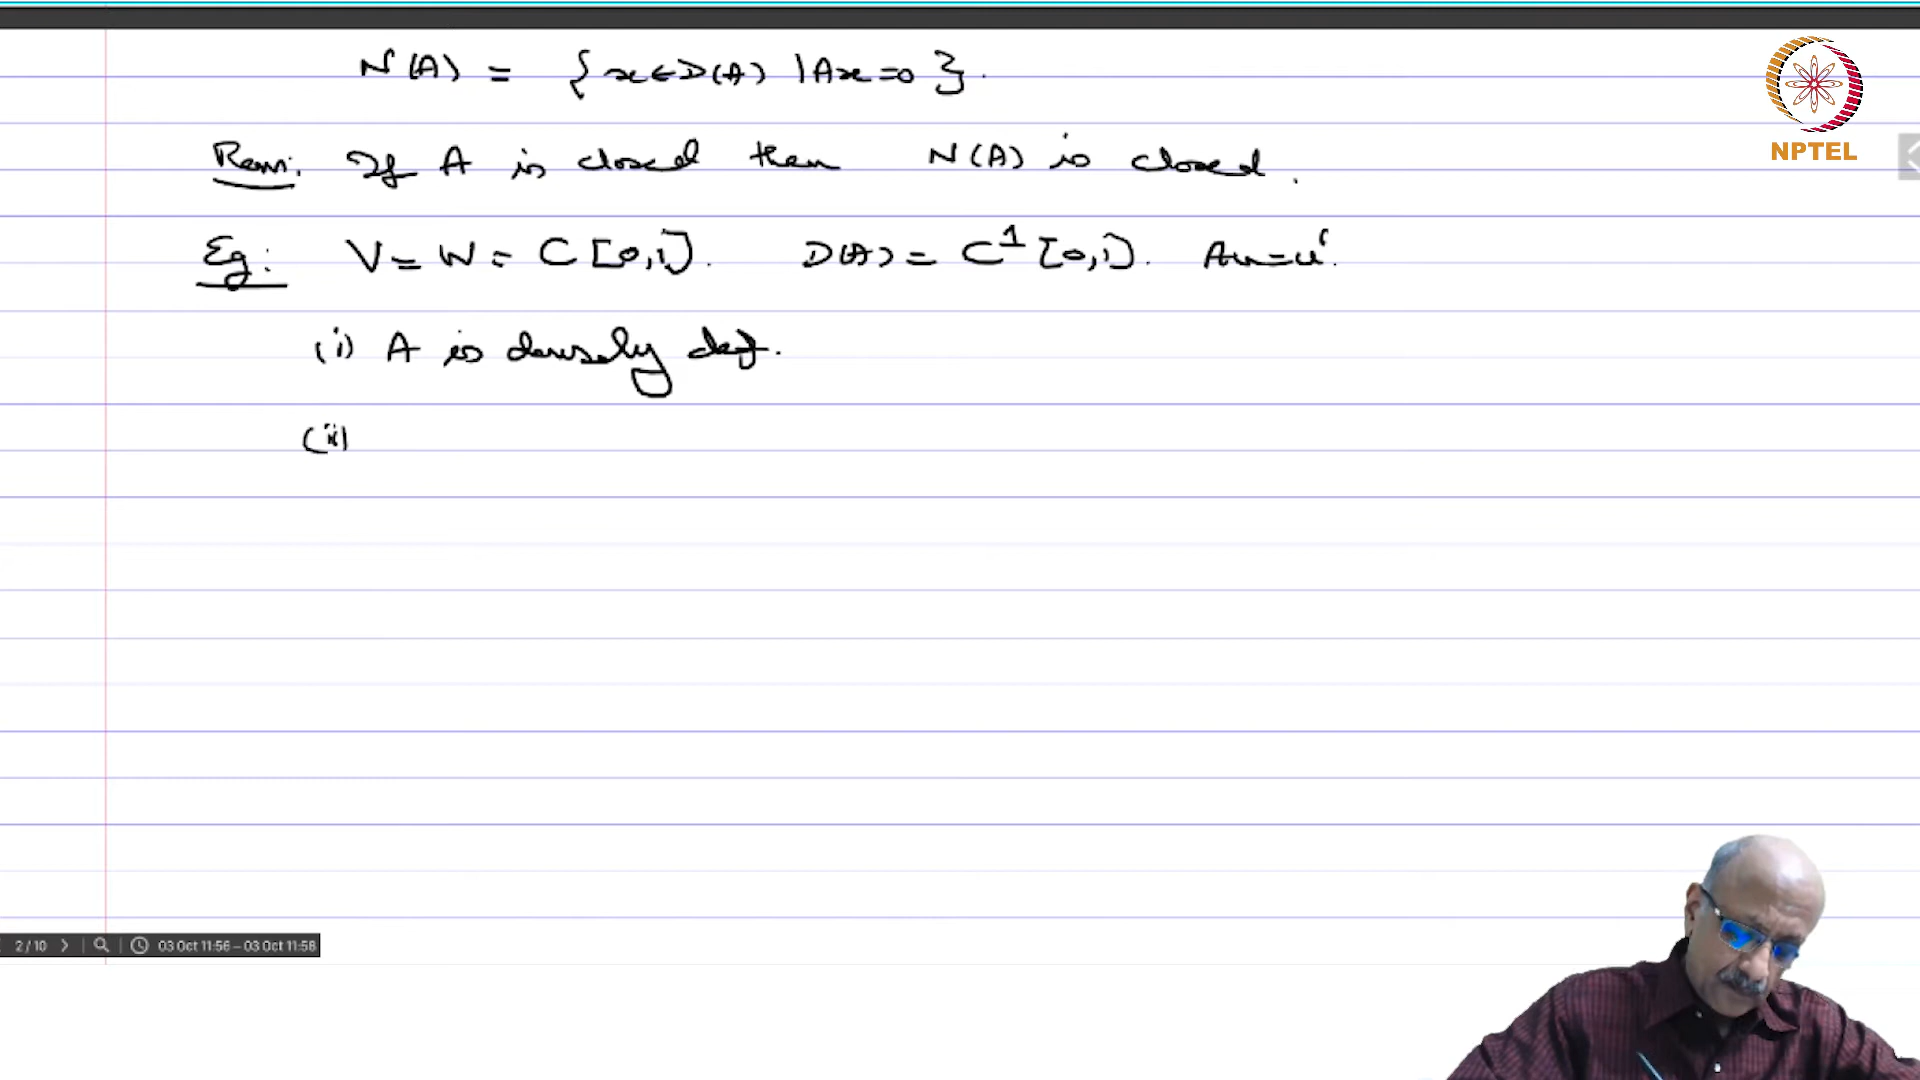 N(A) = {x∈D(A) | Ax=0}.
NPTEL
Rem: If A is closed then N(A) is closed.
Eg: V=W= C[0,1]. D(A)= C¹[0,1]. Au=u'.
(i) A is densely def.
(ii)
2/10 03 Oct 11:56 – 03 Oct 11:58